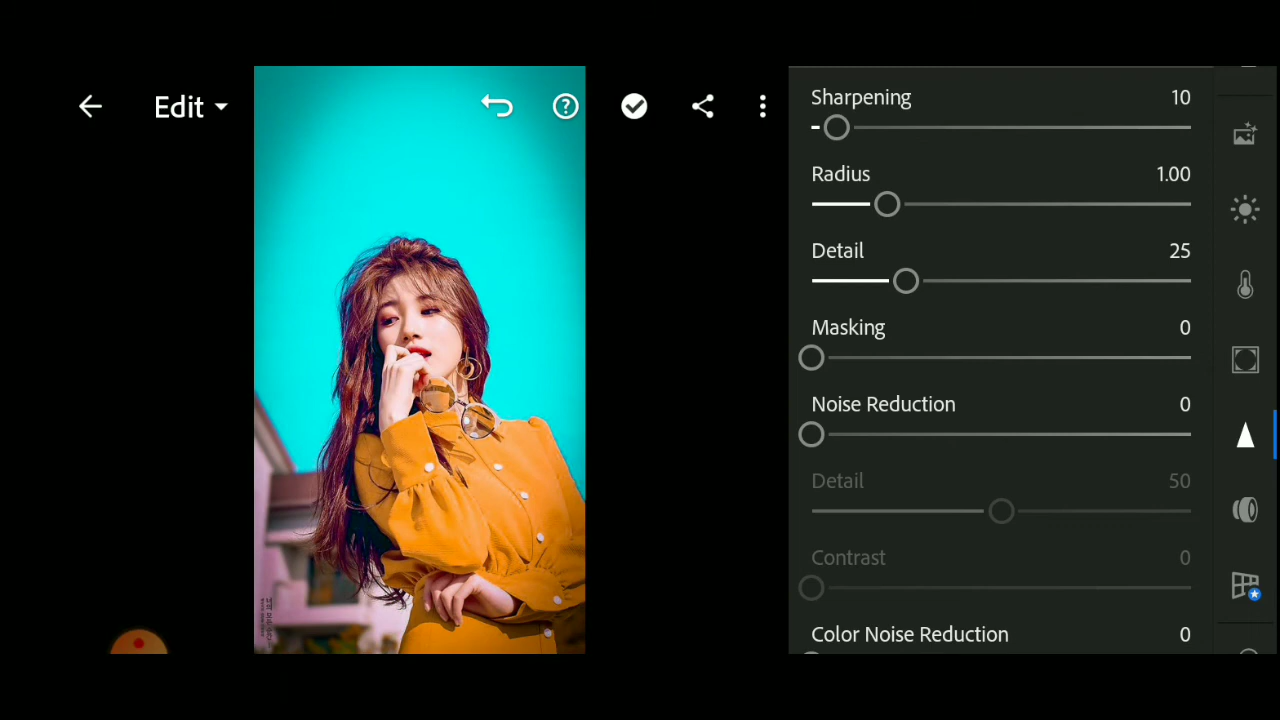 Edit
Sharpening 10
Radius 1.00
Detail 25
Masking 0
Noise Reduction 0
Detail 50
Contrast 0
Color Noise Reduction 0